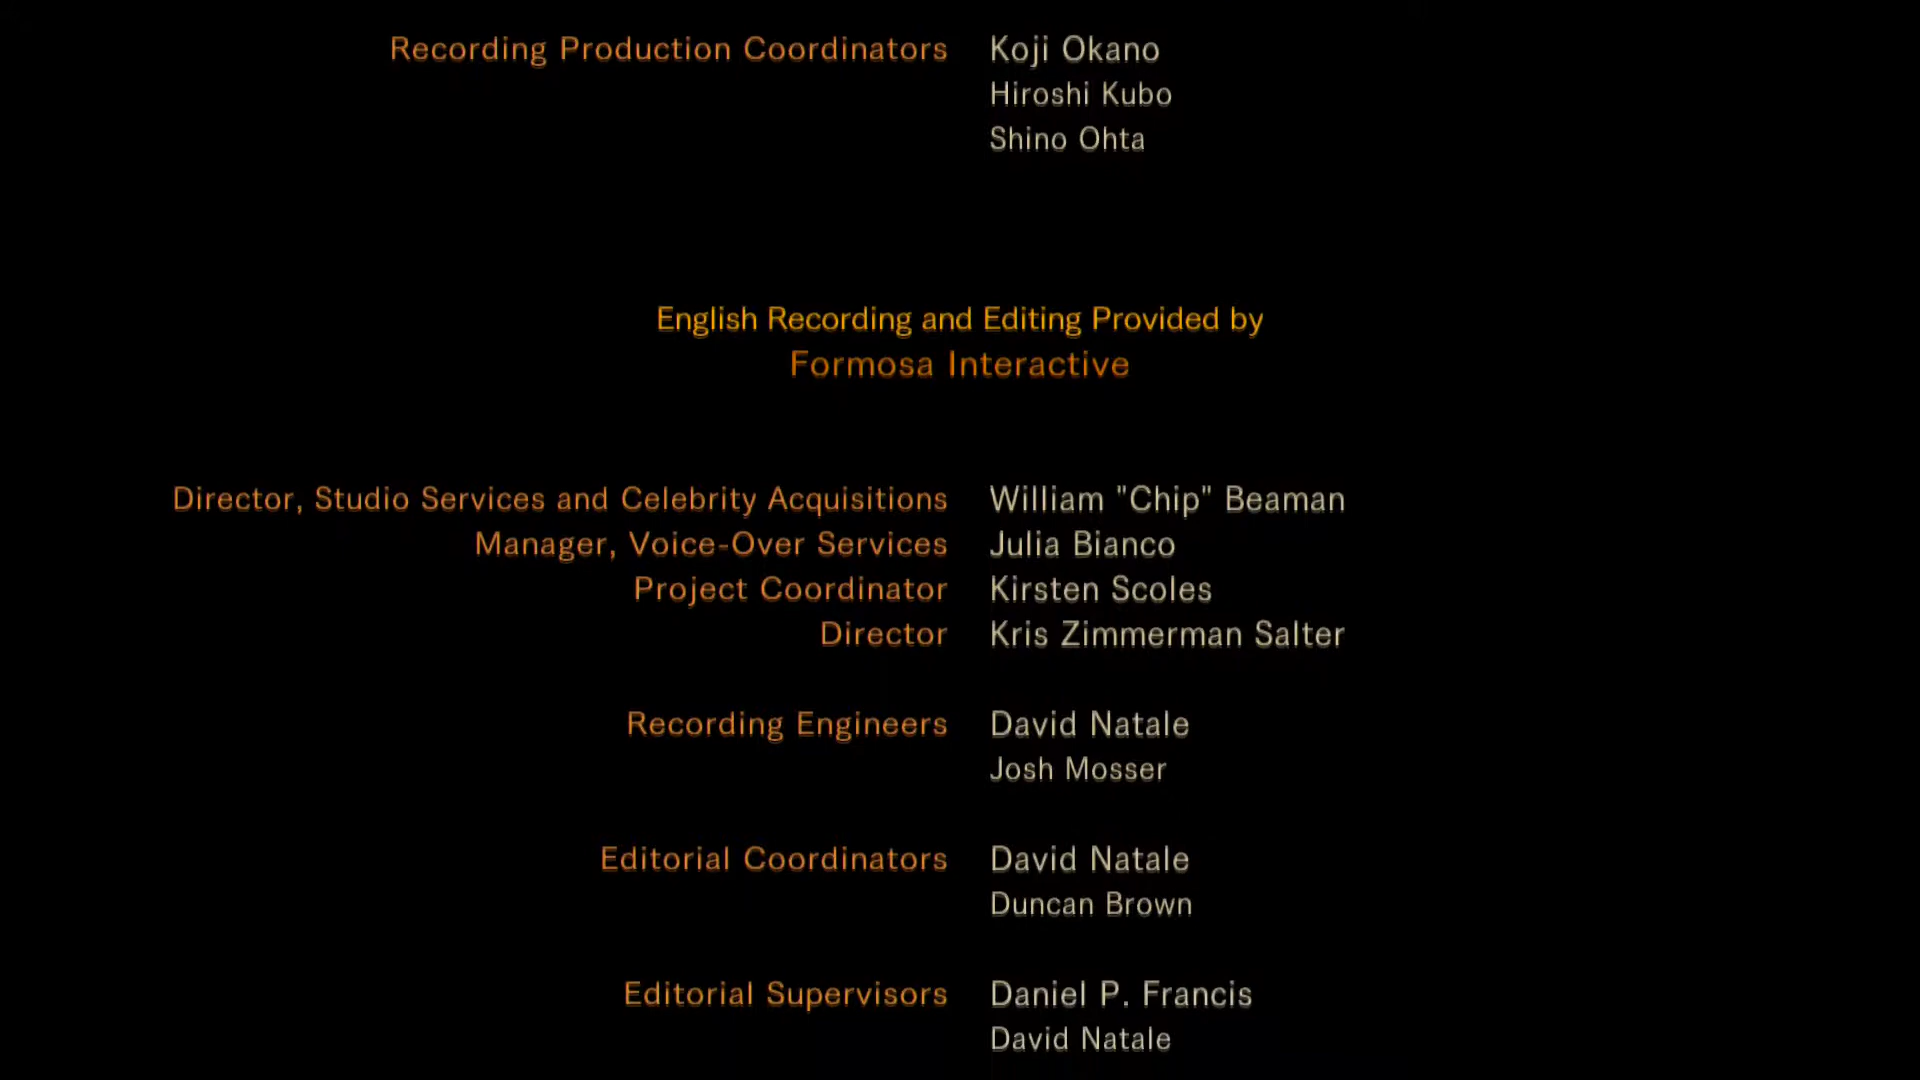 Recording Production Coordinators Koji Okano
Hiroshi Kubo
Shino Ohta
English Recording and Editing Provided by
Formosa Interactive
Director, Studio Services and Celebrity Acquisitions William "Chip" Beaman
Manager, Voice-Over Services Julia Bianco
Project Coordinator Kirsten Scoles
Director Kris Zimmerman Salter
Recording Engineers David Natale
Josh Mosser
Editorial Coordinators David Natale
Duncan Brown
Editorial Supervisors Daniel P. Francis
David Natale